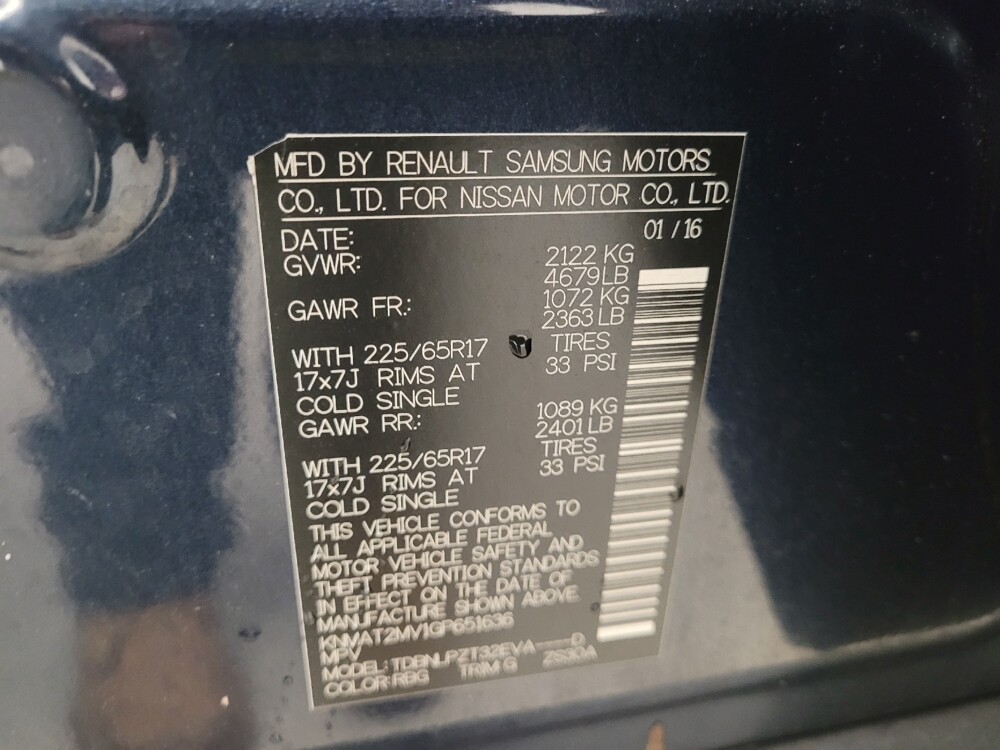 MFD BY RENAULT SAMSUNG MOTORS
CO., LTD. FOR NISSAN MOTOR CO., LTD.
DATE: 01 / 16
GVWR: 2122 KG
4679 LB
GAWR FR.: 1072 KG
2363 LB
WITH 225/65R17 TIRES
17x7J RIMS AT 33 PSI
COLD SINGLE
GAWR RR.: 1089 KG
2401 LB
WITH 225/65R17 TIRES
17x7J RIMS AT 33 PSI
COLD SINGLE
THIS VEHICLE CONFORMS TO
ALL APPLICABLE FEDERAL
MOTOR VEHICLE SAFETY AND
THEFT PREVENTION STANDARDS
IN EFFECT ON THE DATE OF
MANUFACTURE SHOWN ABOVE.
KNMAT2MV1GP651636
MPV
MODEL: TDBNLPZT32EVA-----D
COLOR: RBG TRIM G ZS30A